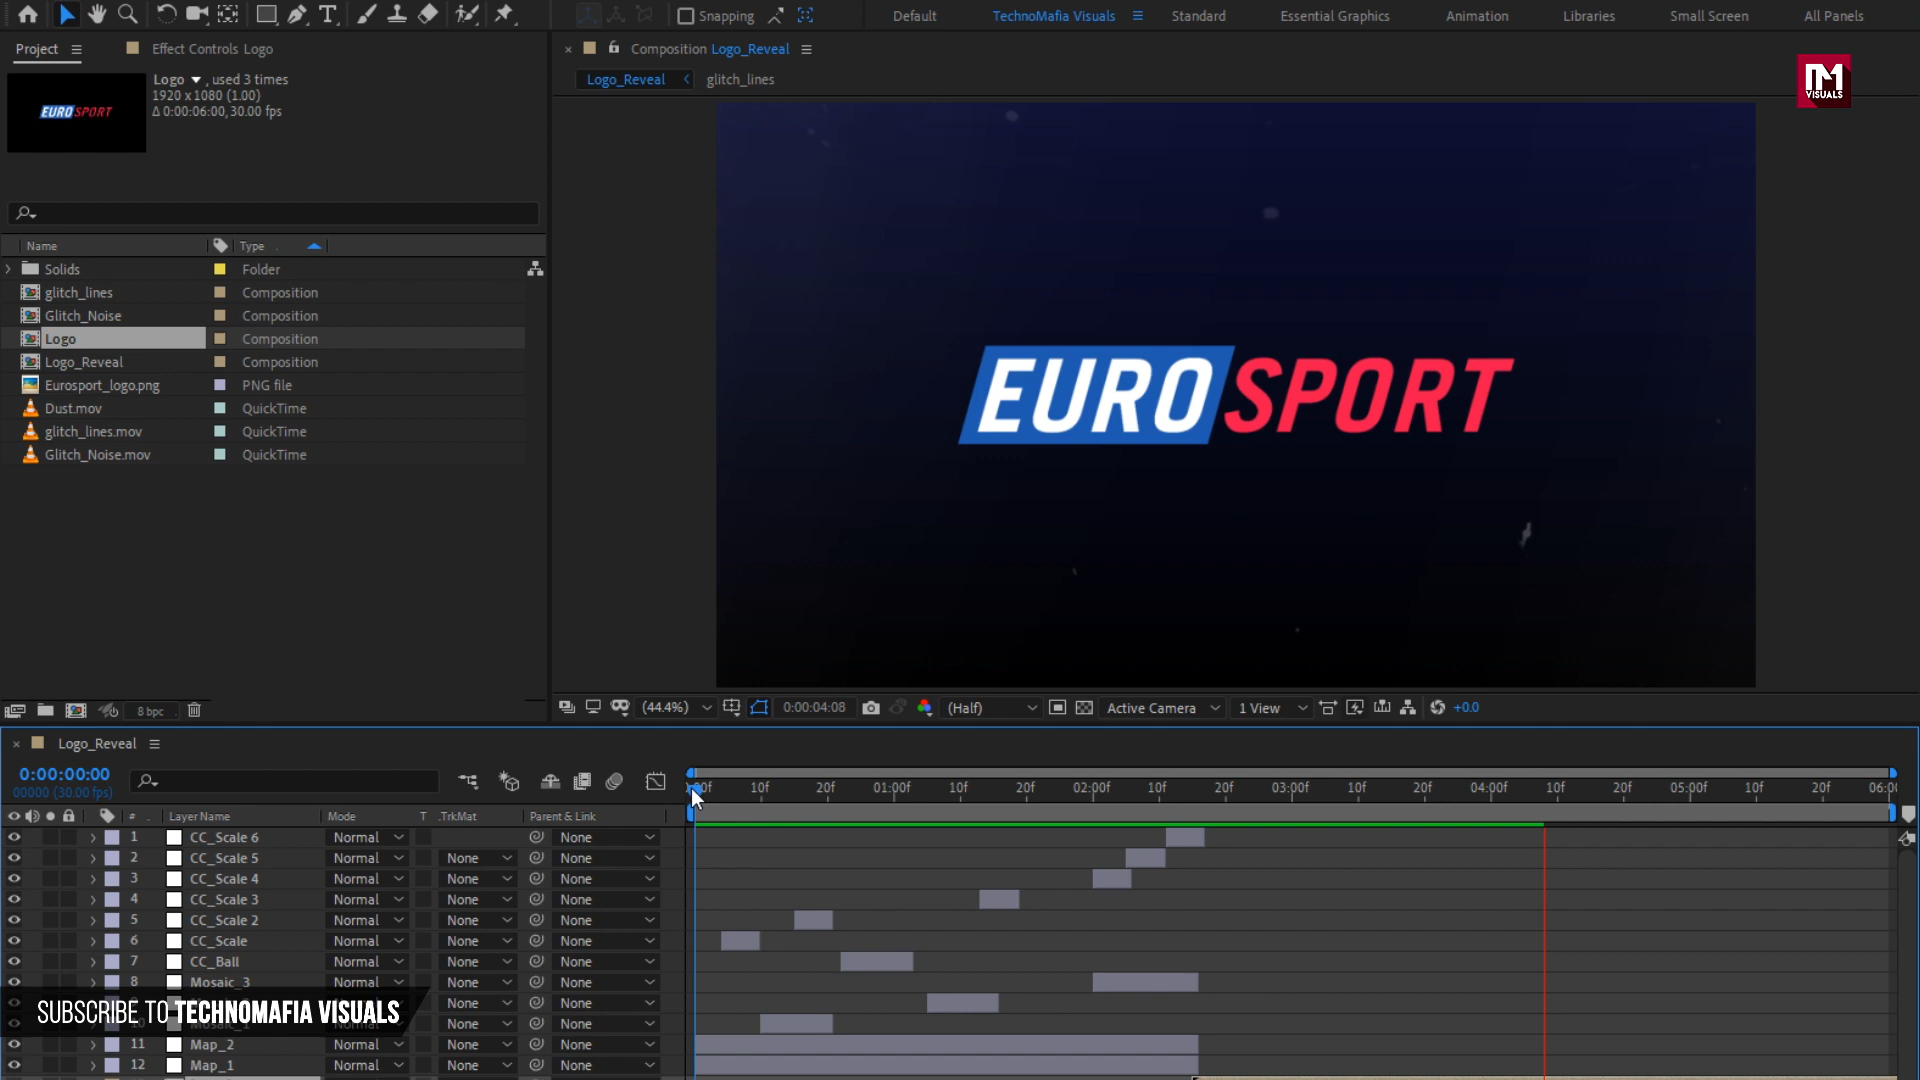 Snapping
Default
TechnoMafia Visuals
Standard
Essential Graphics
Animation
Libraries
Small Screen
All Panels
Project
Effect Controls Logo
Composition Logo_Reveal
Logo_Reveal
glitch_lines
M VISUALS
Logo , used 3 times
1920 x 1080 (1.00)
Δ 0:00:06:00, 30.00 fps
EUROSPORT
Name Type
Solids Folder
glitch_lines Composition
Glitch_Noise Composition
Logo Composition
Logo_Reveal Composition
Eurosport_logo.png PNG file
Dust.mov QuickTime
glitch_lines.mov QuickTime
Glitch_Noise.mov QuickTime
EUROSPORT
8 bpc
(44.4%) 0:00:04:08 (Half) Active Camera 1 View +0.0
Logo_Reveal
0:00:00:00
00000 (30.00 fps)
10f 20f 01:00f 10f 20f 02:00f 10f 20f 03:00f 10f 20f 04:00f 10f 20f 05:00f 10f 20f
# Layer Name Mode T .TrkMat Parent & Link
1 CC_Scale 6 Normal None
2 CC_Scale 5 Normal None None
3 CC_Scale 4 Normal None None
4 CC_Scale 3 Normal None None
5 CC_Scale 2 Normal None None
6 CC_Scale Normal None None
7 CC_Ball Normal None None
8 Mosaic_3 Normal None None
Normal None None
10 Mosaic_1 Normal None None
11 Map_2 Normal None None
12 Map_1 Normal None None
SUBSCRIBE TO TECHNOMAFIA VISUALS